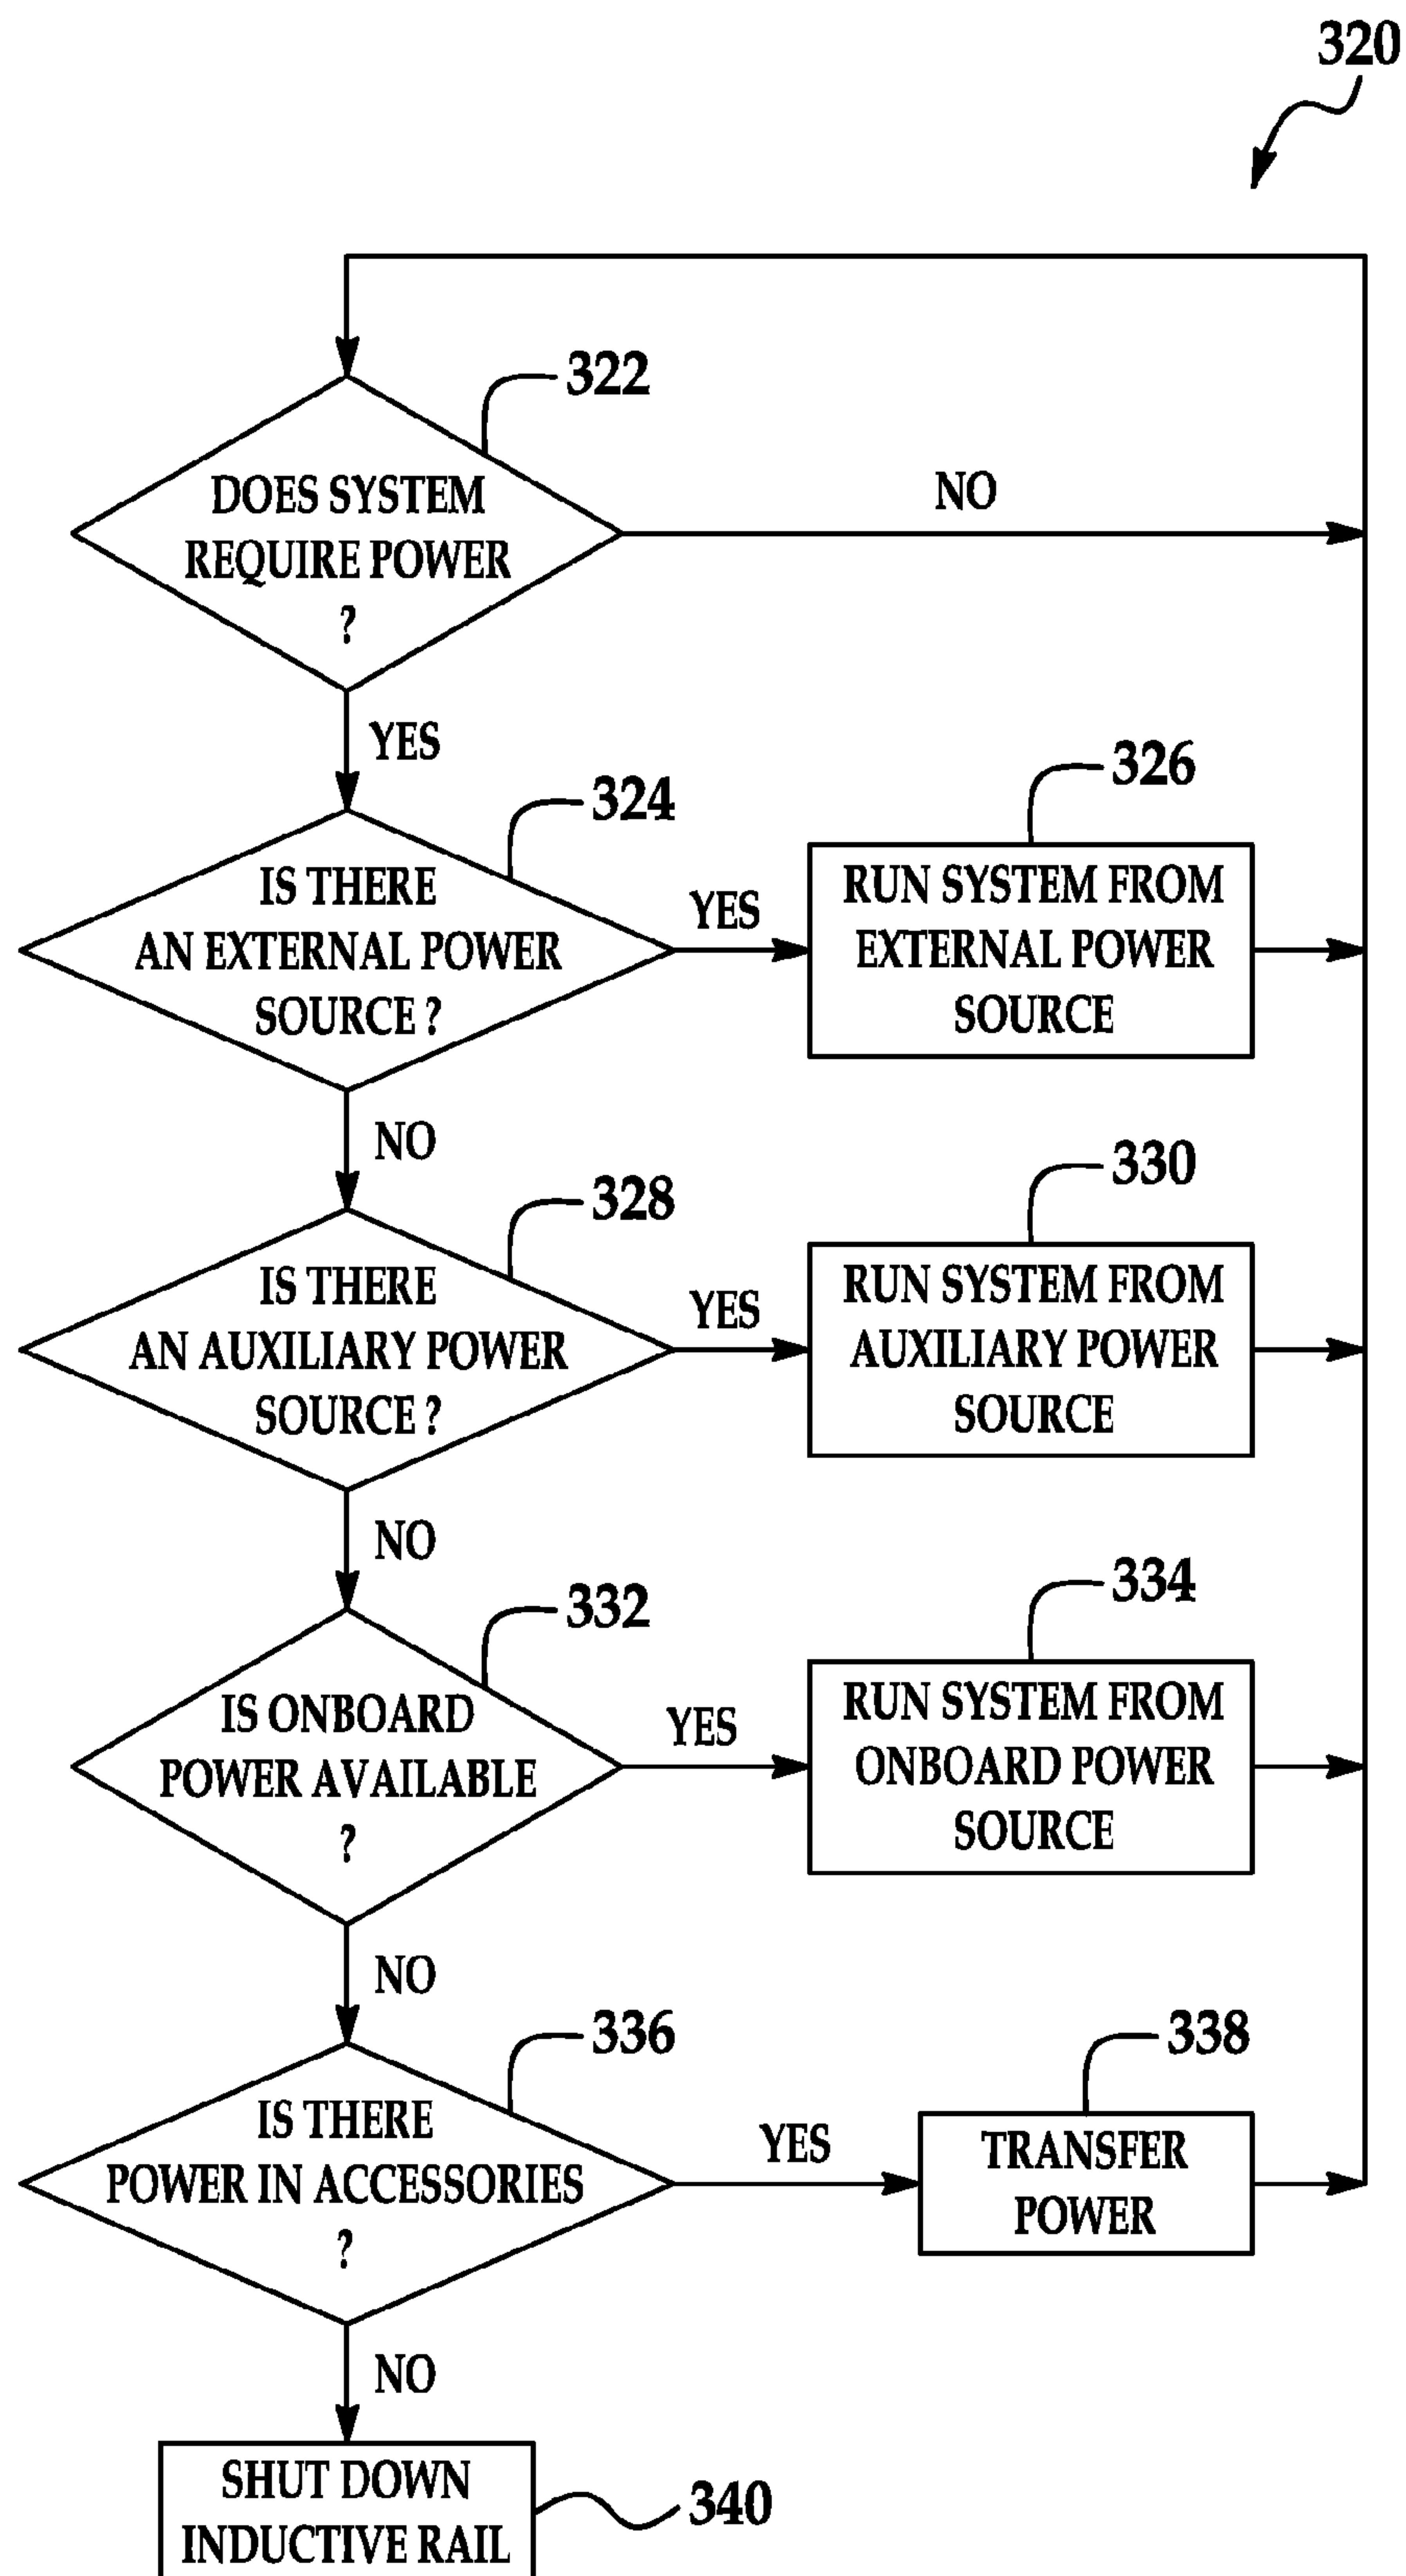 320
322
DOES SYSTEM
REQUIRE POWER
?
NO
YES
324
IS THERE
AN EXTERNAL POWER
SOURCE ?
YES
326
RUN SYSTEM FROM
EXTERNAL POWER
SOURCE
NO
328
IS THERE
AN AUXILIARY POWER
SOURCE ?
YES
330
RUN SYSTEM FROM
AUXILIARY POWER
SOURCE
NO
332
IS ONBOARD
POWER AVAILABLE
?
YES
334
RUN SYSTEM FROM
ONBOARD POWER
SOURCE
NO
336
IS THERE
POWER IN ACCESSORIES
?
YES
338
TRANSFER
POWER
NO
SHUT DOWN
INDUCTIVE RAIL
340